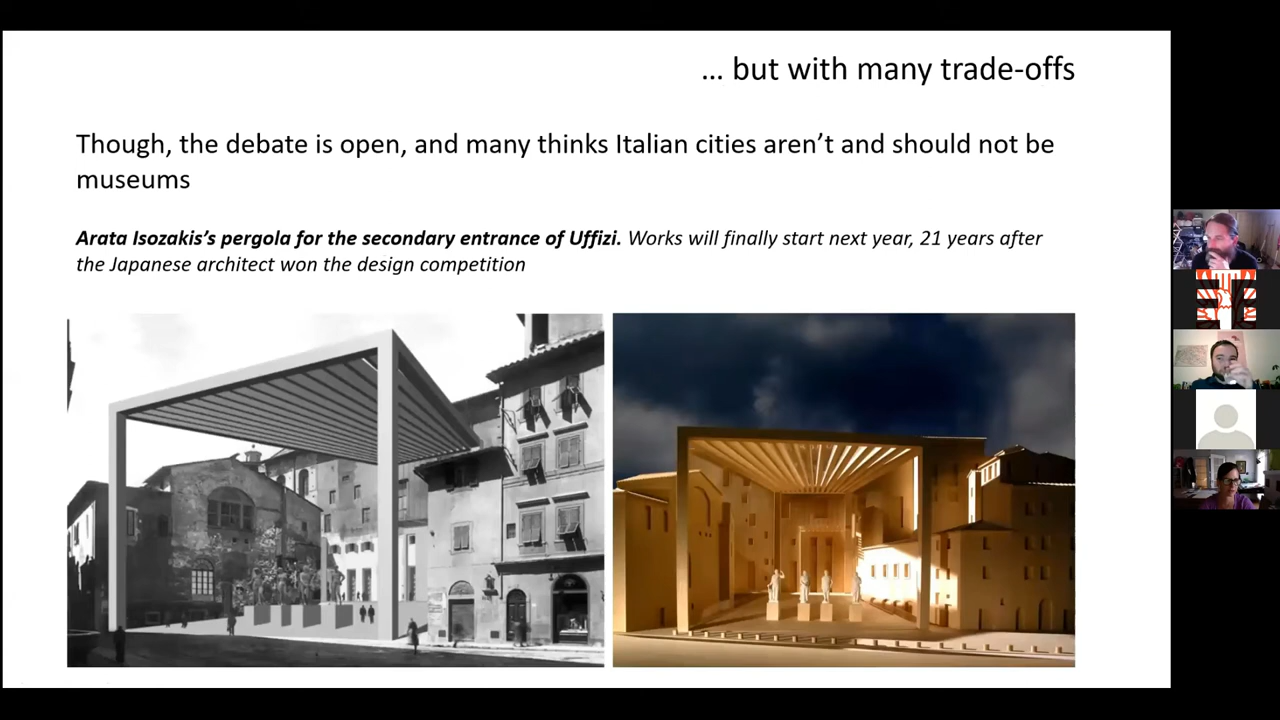 ... but with many trade-offs
Though, the debate is open, and many thinks Italian cities aren't and should not be
museums
Arata Isozakis's pergola for the secondary entrance of Uffizi. Works will finally start next year, 21 years after
the Japanese architect won the design competition